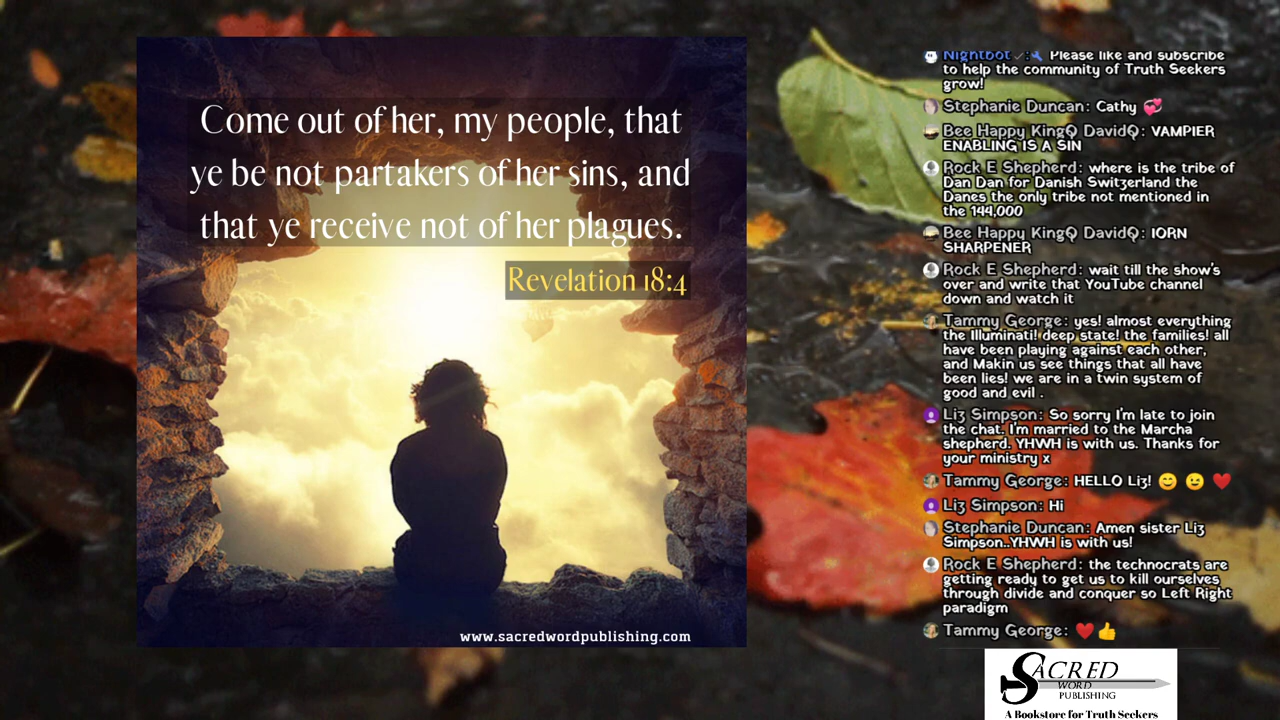 Come out of her, my people, that
ye be not partakers of her sins, and
that ye receive not of her plagues.
Revelation 18:4
www.sacredwordpublishing.com
Nightbot: Please like and subscribe
to help the community of Truth Seekers
grow!
Stephanie Duncan: Cathy 💞
Bee Happy KingQ DavidQ: VAMPIER
ENABLING IS A SIN
Rock E Shepherd: where is the tribe of
Dan Dan for Danish Switzerland the
Danes the only tribe not mentioned in
the 144,000
Bee Happy KingQ DavidQ: IORN
SHARPENER
Rock E Shepherd: wait till the show's
over and write that YouTube channel
down and watch it
Tammy George: yes! almost everything
the Illuminati! deep state! the families! all
have been playing against each other,
and Makin us see things that all have
been lies! we are in a twin system of
good and evil .
Liz Simpson: So sorry I'm late to join
the chat. I'm married to the Marcha
shepherd. YHWH is with us. Thanks for
your ministry x
Tammy George: HELLO Liz! 😊 😉 ❤️
Liz Simpson: Hi
Stephanie Duncan: Amen sister Liz
Simpson..YHWH is with us!
Rock E Shepherd: the technocrats are
getting ready to get us to kill ourselves
through divide and conquer so Left Right
paradigm
Tammy George: ❤️👍
SACRED
WORD
PUBLISHING
A Bookstore for Truth Seekers